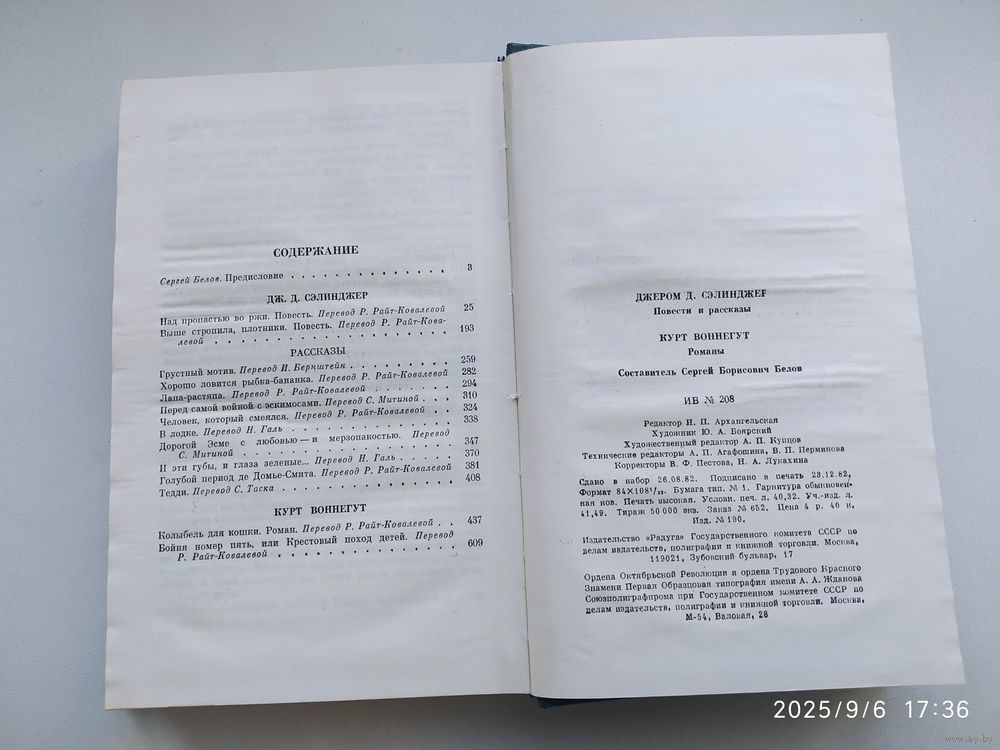 СОДЕРЖАНИЕ
Сергей Белов. Предисловие . . . . . . . . . . . . . . 3
ДЖ. Д. СЭЛИНДЖЕР
Над пропастью во ржи. Повесть. Перевод Р. Райт-Ковалевой 25
Выше стропила, плотники. Повесть. Перевод Р. Райт-Кова-
левой . . . . . . . . . . . . . . . . . . 193
РАССКАЗЫ
Грустный мотив. Перевод И. Бернштейн . . . . . . . . 259
Хорошо ловится рыбка-бананка. Перевод Р. Райт-Ковалевой 282
Лапа-растяпа. Перевод Р. Райт-Ковалевой . . . . . . . 294
Перед самой войной с эскимосами. Перевод С. Митиной . . . 310
Человек, который смеялся. Перевод Р. Райт-Ковалевой . . 324
В лодке. Перевод Н. Галь . . . . . . . . . . . . . 338
Дорогой Эсме с любовью — и мерзопакостью. Перевод
С. Митиной . . . . . . . . . . . . . . . . . 347
И эти губы, и глаза зеленые... Перевод Н. Галь . . . . . 370
Голубой период де Домье-Смита. Перевод Р. Райт-Ковалевой 381
Тедди. Перевод С. Таска . . . . . . . . . . . . . . 408
КУРТ ВОННЕГУТ
Колыбель для кошки. Роман. Перевод Р. Райт-Ковалевой . . 437
Бойня номер пять, или Крестовый поход детей. Перевод
Р. Райт-Ковалевой . . . . . . . . . . . . . . 609
ДЖЕРОМ Д. СЭЛИНДЖЕР
Повести и рассказы
КУРТ ВОННЕГУТ
Романы
Составитель Сергей Борисович Белов
ИБ № 208
Редактор И. П. Архангельская
Художник Ю. А. Боярский
Художественный редактор А. П. Купцов
Технические редакторы А. П. Агафошина, В. П. Перминова
Корректоры В. Ф. Пестова, Н. А. Лукахина
Сдано в набор 26.08.82. Подписано в печать 28.12.82.
Формат 84×108¹/₃₂. Бумага тип. № 1. Гарнитура обыкновен-
ная нов. Печать высокая. Условн. печ. л. 40,32. Уч.-изд. л.
41,49. Тираж 50 000 экз. Заказ № 652. Цена 4 р. 40 к.
Изд. № 190.
Издательство «Радуга» Государственного комитета СССР по
делам издательств, полиграфии и книжной торговли. Москва,
119021, Зубовский бульвар, 17
Ордена Октябрьской Революции и ордена Трудового Красного
Знамени Первая Образцовая типография имени А. А. Жданова
Союзполиграфпрома при Государственном комитете СССР по
делам издательств, полиграфии и книжной торговли. Москва,
М-54, Валовая, 28
2025/9/6 17:36
www.ay.by